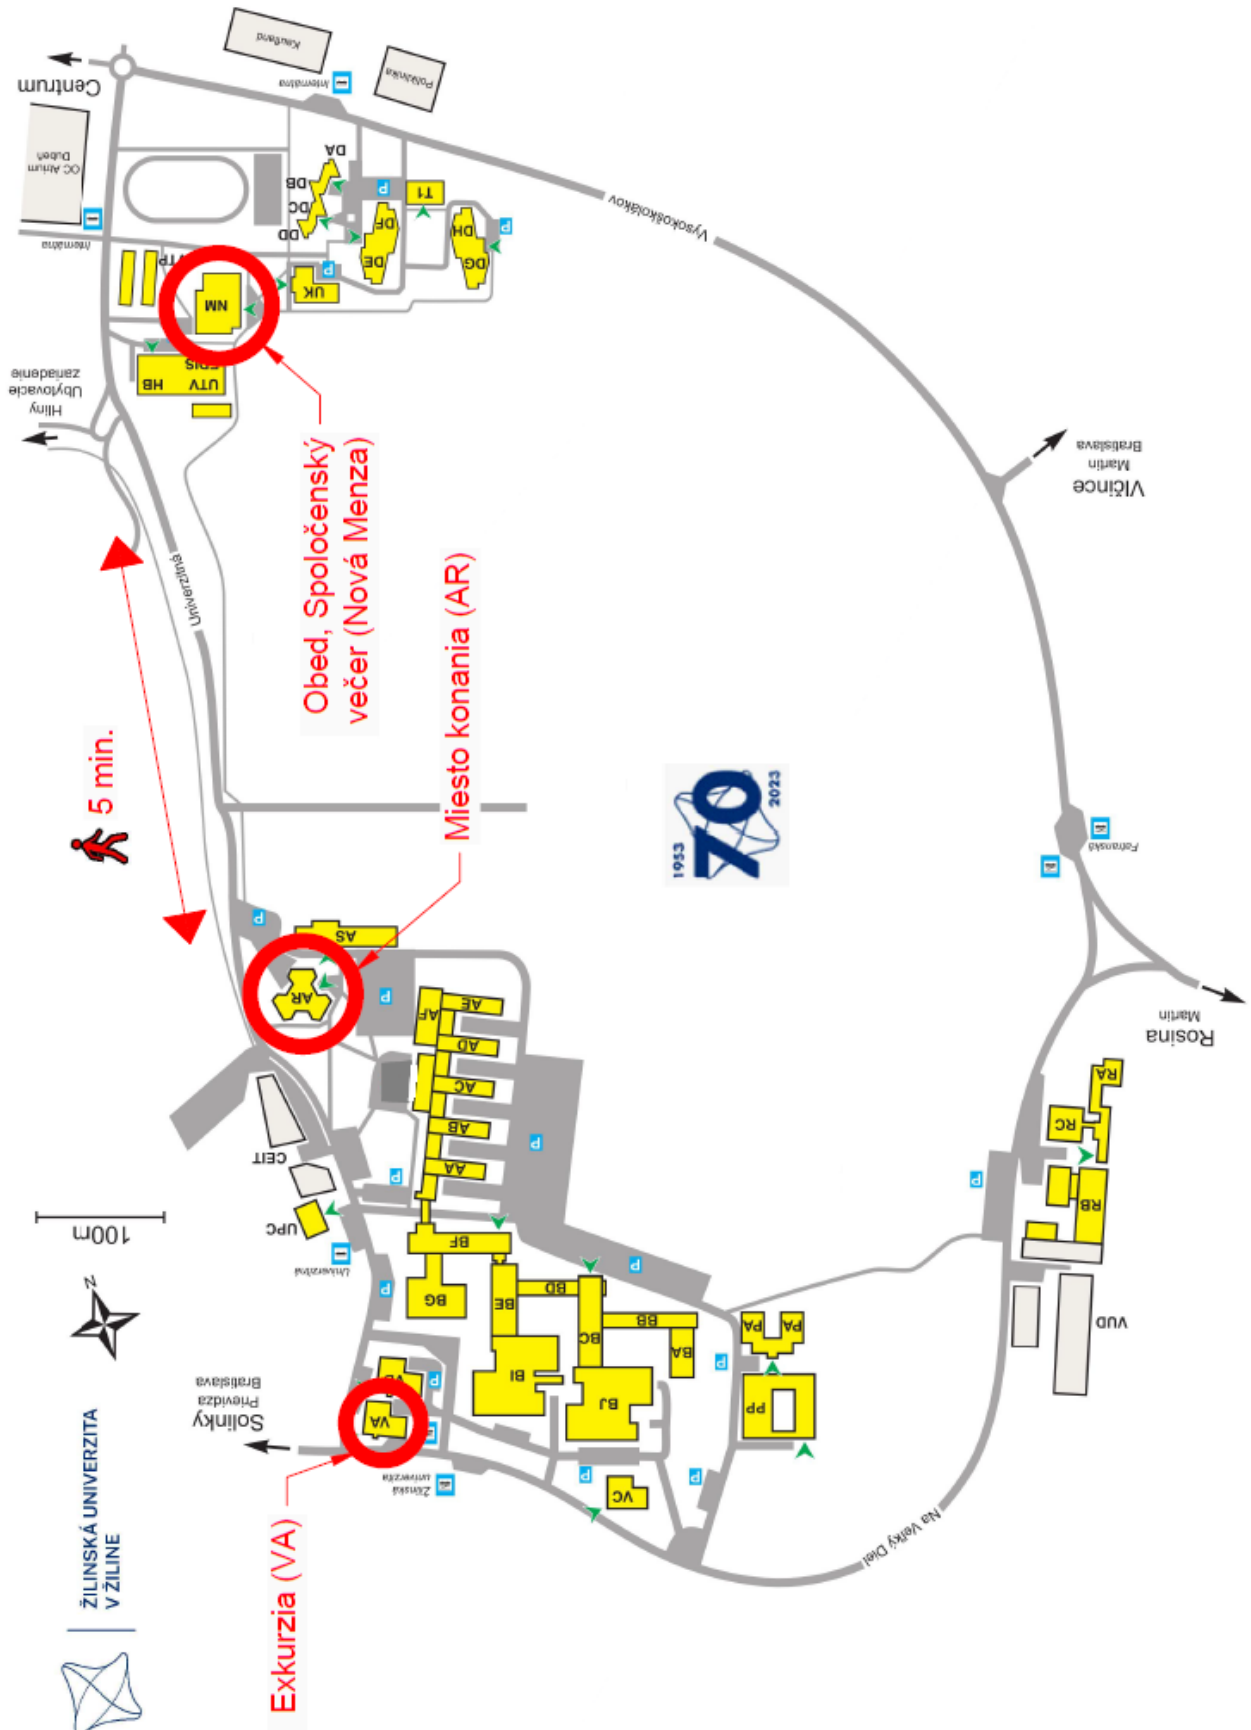 Kaufland
Poliklinika
Internátna
Centrum
OC Atrium
Dubeň
Internátna
DA
DB
DC
DD
P
T1
DF
DE
DH
DG
P
P
UK
NM
HB
UTV
Hliny
Ubytovacie
zariadenie
Vysokoškolákov
Obed, Spoločenský
večer (Nová Menza)
Univerzitná
5 min.
Miesto konania (AR)
Vlčince
Martin
Bratislava
1953
70
2023
Fatranská
Rosina
Martin
P
AS
AR
P
AF
AE
AD
AC
AB
AA
P
P
CEIT
UPC
Univerzitná
100m
N
BF
BG
BE
BD
BC
BB
BA
BI
BJ
P
P
P
P
P
PA
PA
PP
RA
RC
RB
P
VUD
Solinky
Prievidza
Bratislava
VA
Žilinská
univerzita
VC
P
P
Na Veľký Diel
Exkurzia (VA)
ŽILINSKÁ UNIVERZITA
V ŽILINE